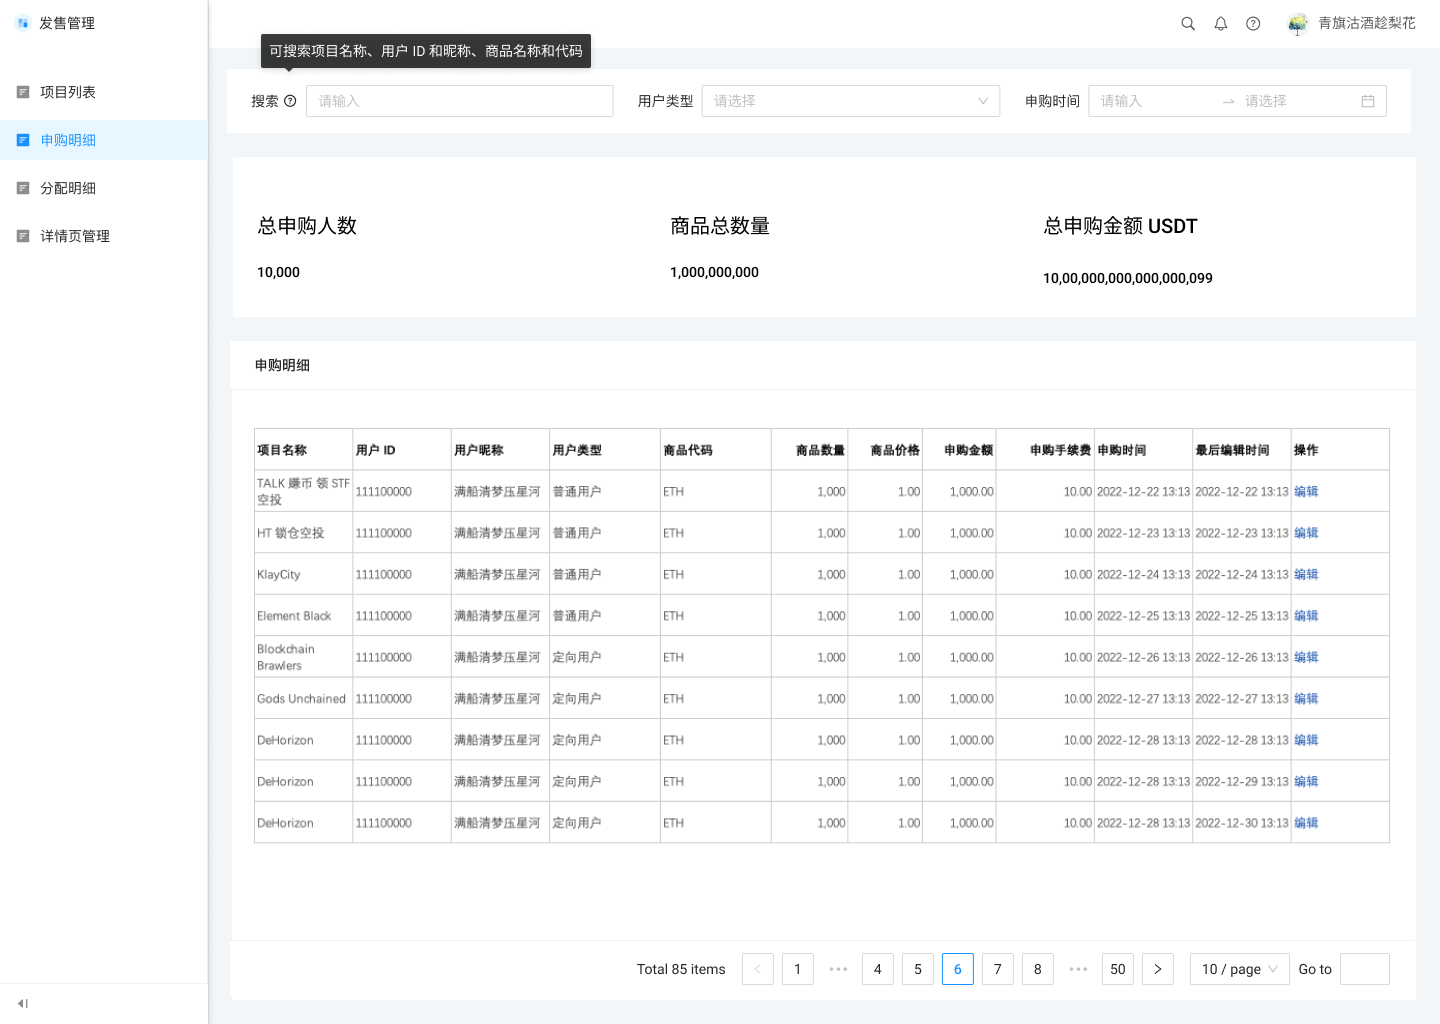 发售管理
青旗沽酒趁梨花
可搜索项目名称、用户 ID 和昵称、商品名称和代码
项目列表
申购明细
分配明细
详情页管理
搜索 请输入 用户类型 请选择 申购时间 请输入 请选择
总申购人数 商品总数量 总申购金额 USDT
10,000 1,000,000,000 10,00,000,000,000,000,099
申购明细
项目名称 用户 ID 用户昵称 用户类型 商品代码 商品数量 商品价格 申购金额 申购手续费 申购时间 最后编辑时间 操作
TALK 赚币 领 STF 空投 111100000 满船清梦压星河 普通用户 ETH 1,000 1.00 1,000.00 10.00 2022-12-22 13:13 2022-12-22 13:13 编辑
HT 锁仓空投 111100000 满船清梦压星河 普通用户 ETH 1,000 1.00 1,000.00 10.00 2022-12-23 13:13 2022-12-23 13:13 编辑
KlayCity 111100000 满船清梦压星河 普通用户 ETH 1,000 1.00 1,000.00 10.00 2022-12-24 13:13 2022-12-24 13:13 编辑
Element Black 111100000 满船清梦压星河 普通用户 ETH 1,000 1.00 1,000.00 10.00 2022-12-25 13:13 2022-12-25 13:13 编辑
Blockchain Brawlers 111100000 满船清梦压星河 定向用户 ETH 1,000 1.00 1,000.00 10.00 2022-12-26 13:13 2022-12-26 13:13 编辑
Gods Unchained 111100000 满船清梦压星河 定向用户 ETH 1,000 1.00 1,000.00 10.00 2022-12-27 13:13 2022-12-27 13:13 编辑
DeHorizon 111100000 满船清梦压星河 定向用户 ETH 1,000 1.00 1,000.00 10.00 2022-12-28 13:13 2022-12-28 13:13 编辑
DeHorizon 111100000 满船清梦压星河 定向用户 ETH 1,000 1.00 1,000.00 10.00 2022-12-28 13:13 2022-12-29 13:13 编辑
DeHorizon 111100000 满船清梦压星河 定向用户 ETH 1,000 1.00 1,000.00 10.00 2022-12-28 13:13 2022-12-30 13:13 编辑
Total 85 items < 1 ••• 4 5 6 7 8 ••• 50 > 10 / page Go to